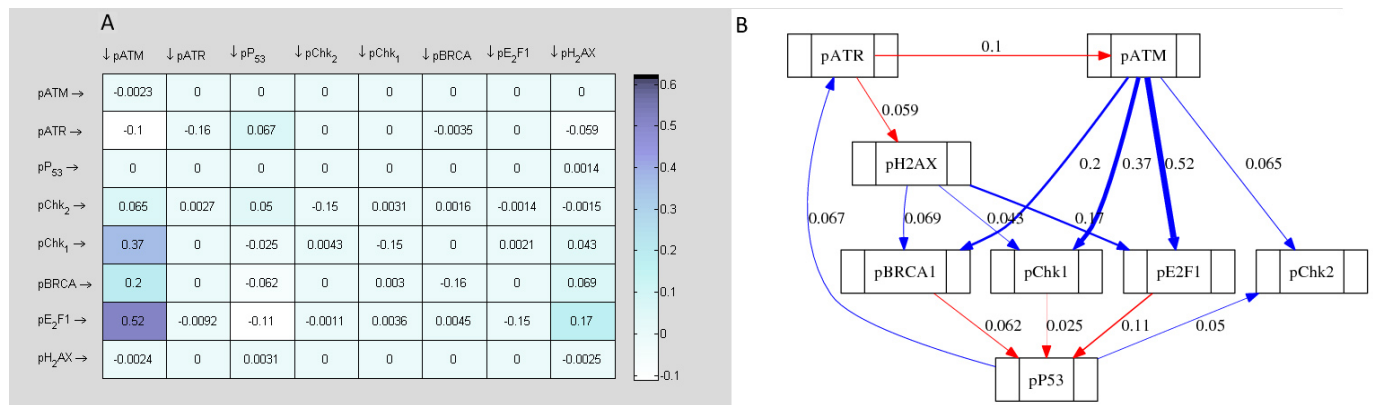 A
↓ pATM ↓ pATR ↓ pP53 ↓ pChk2 ↓ pChk1 ↓ pBRCA ↓ pE2F1 ↓ pH2AX
pATM → -0.0023 0 0 0 0 0 0 0
pATR → -0.1 -0.16 0.067 0 0 -0.0035 0 -0.059
pP53 → 0 0 0 0 0 0 0 0.0014
pChk2 → 0.065 0.0027 0.05 -0.15 0.0031 0.0016 -0.0014 -0.0015
pChk1 → 0.37 0 -0.025 0.0043 -0.15 0 0.0021 0.043
pBRCA → 0.2 0 -0.062 0 0.003 -0.16 0 0.069
pE2F1 → 0.52 -0.0092 -0.11 -0.0011 0.0036 0.0045 -0.15 0.17
pH2AX → -0.0024 0 0.0031 0 0 0 0 -0.0025
0.6
0.5
0.4
0.3
0.2
0.1
0
-0.1
B
pATR 0.1 pATM
0.059
pH2AX
0.2 0.37 0.52 0.065
0.067 0.069 0.043 0.17
pBRCA1 pChk1 pE2F1 pChk2
0.062 0.025 0.11 0.05
pP53